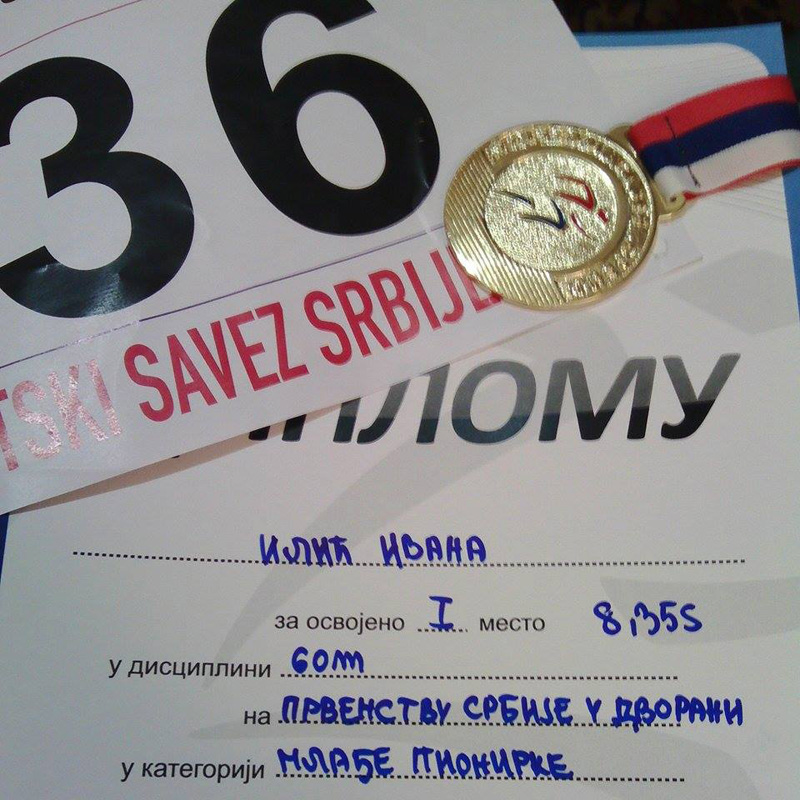 36
TSKI SAVEZ SRBIJE
ДИПЛОМУ
Илић Ивана
за освојено I место 8,35s
у дисциплини 60m
на Првенству Србије у дворани
у категорији млађе пионирке